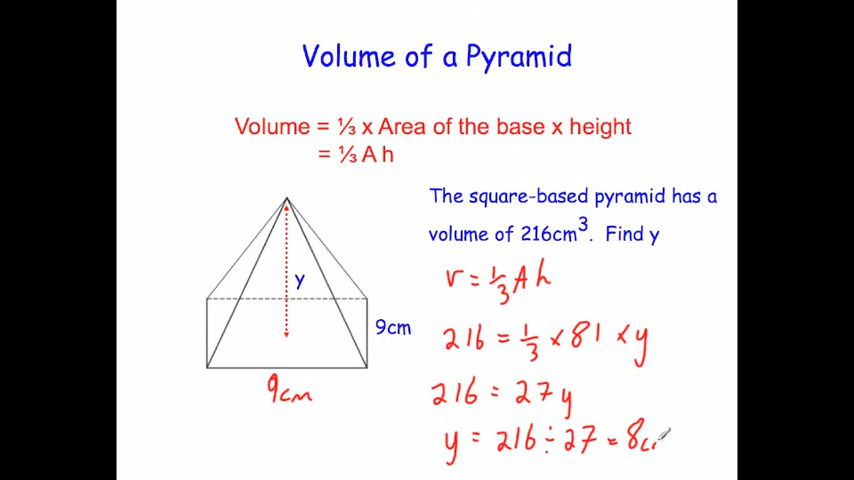 Volume of a Pyramid
Volume = ⅓ x Area of the base x height
= ⅓ A h
The square-based pyramid has a
volume of 216cm³. Find y
v = ⅓ A h
y
9cm
216 = ⅓ × 81 × y
9cm
216 = 27y
y = 216 ÷ 27 = 8c